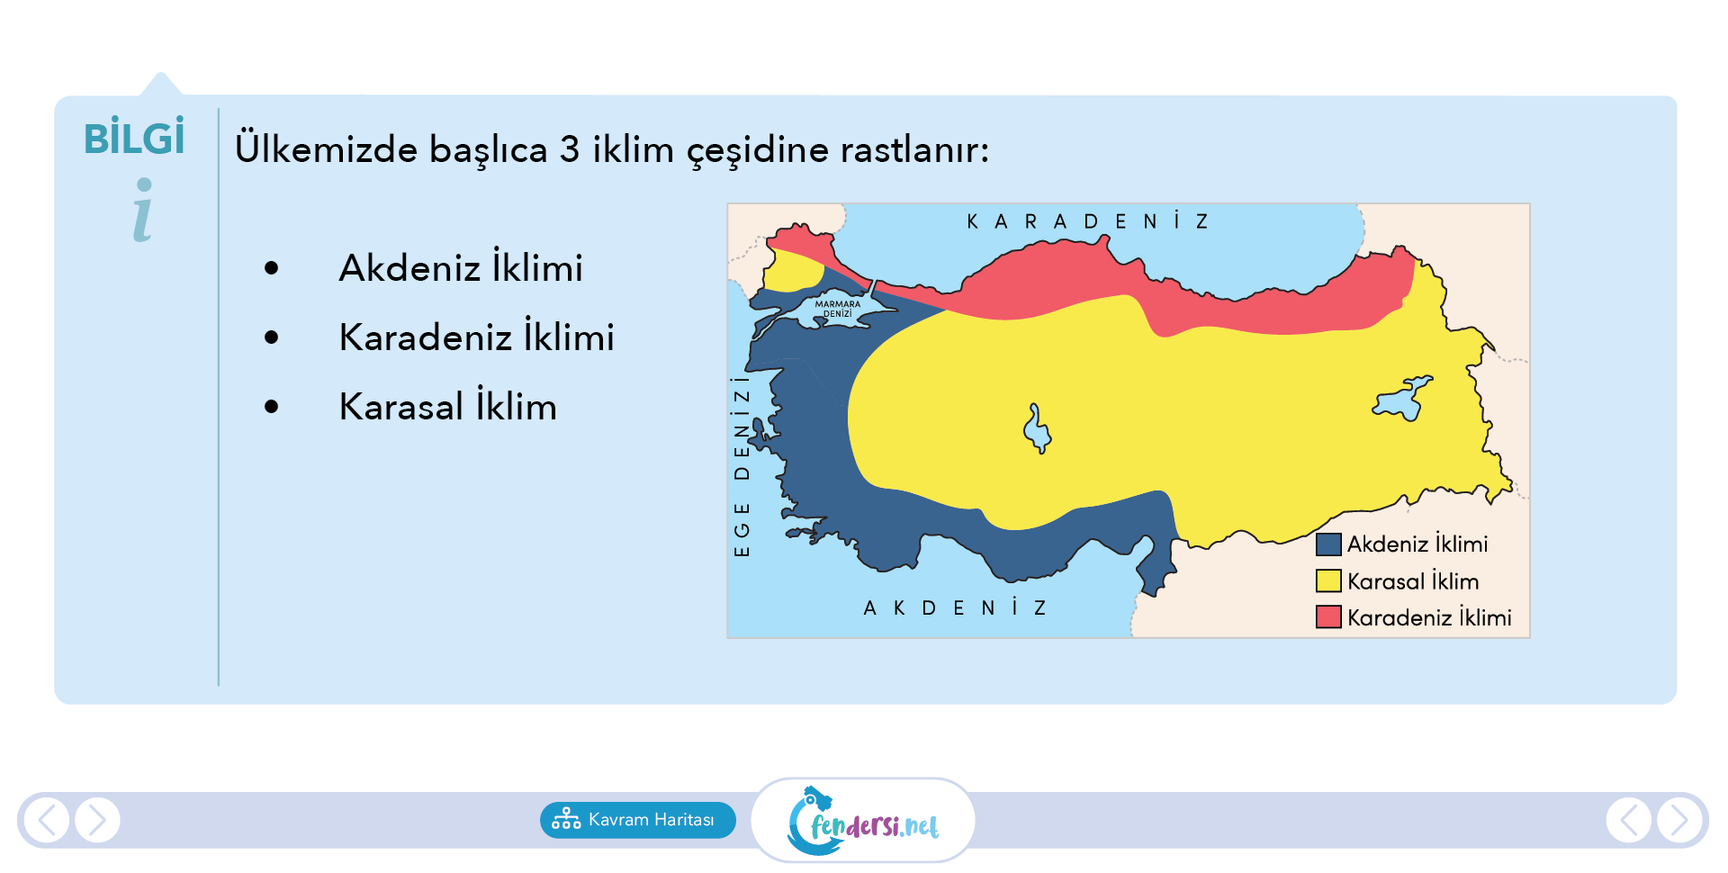 BİLGİ
i
Ülkemizde başlıca 3 iklim çeşidine rastlanır:
• Akdeniz İklimi
• Karadeniz İklimi
• Karasal İklim
KARADENİZ
MARMARA
DENİZİ
EGE DENİZİ
AKDENİZ
Akdeniz İklimi
Karasal İklim
Karadeniz İklimi
Kavram Haritası
fendersi.net